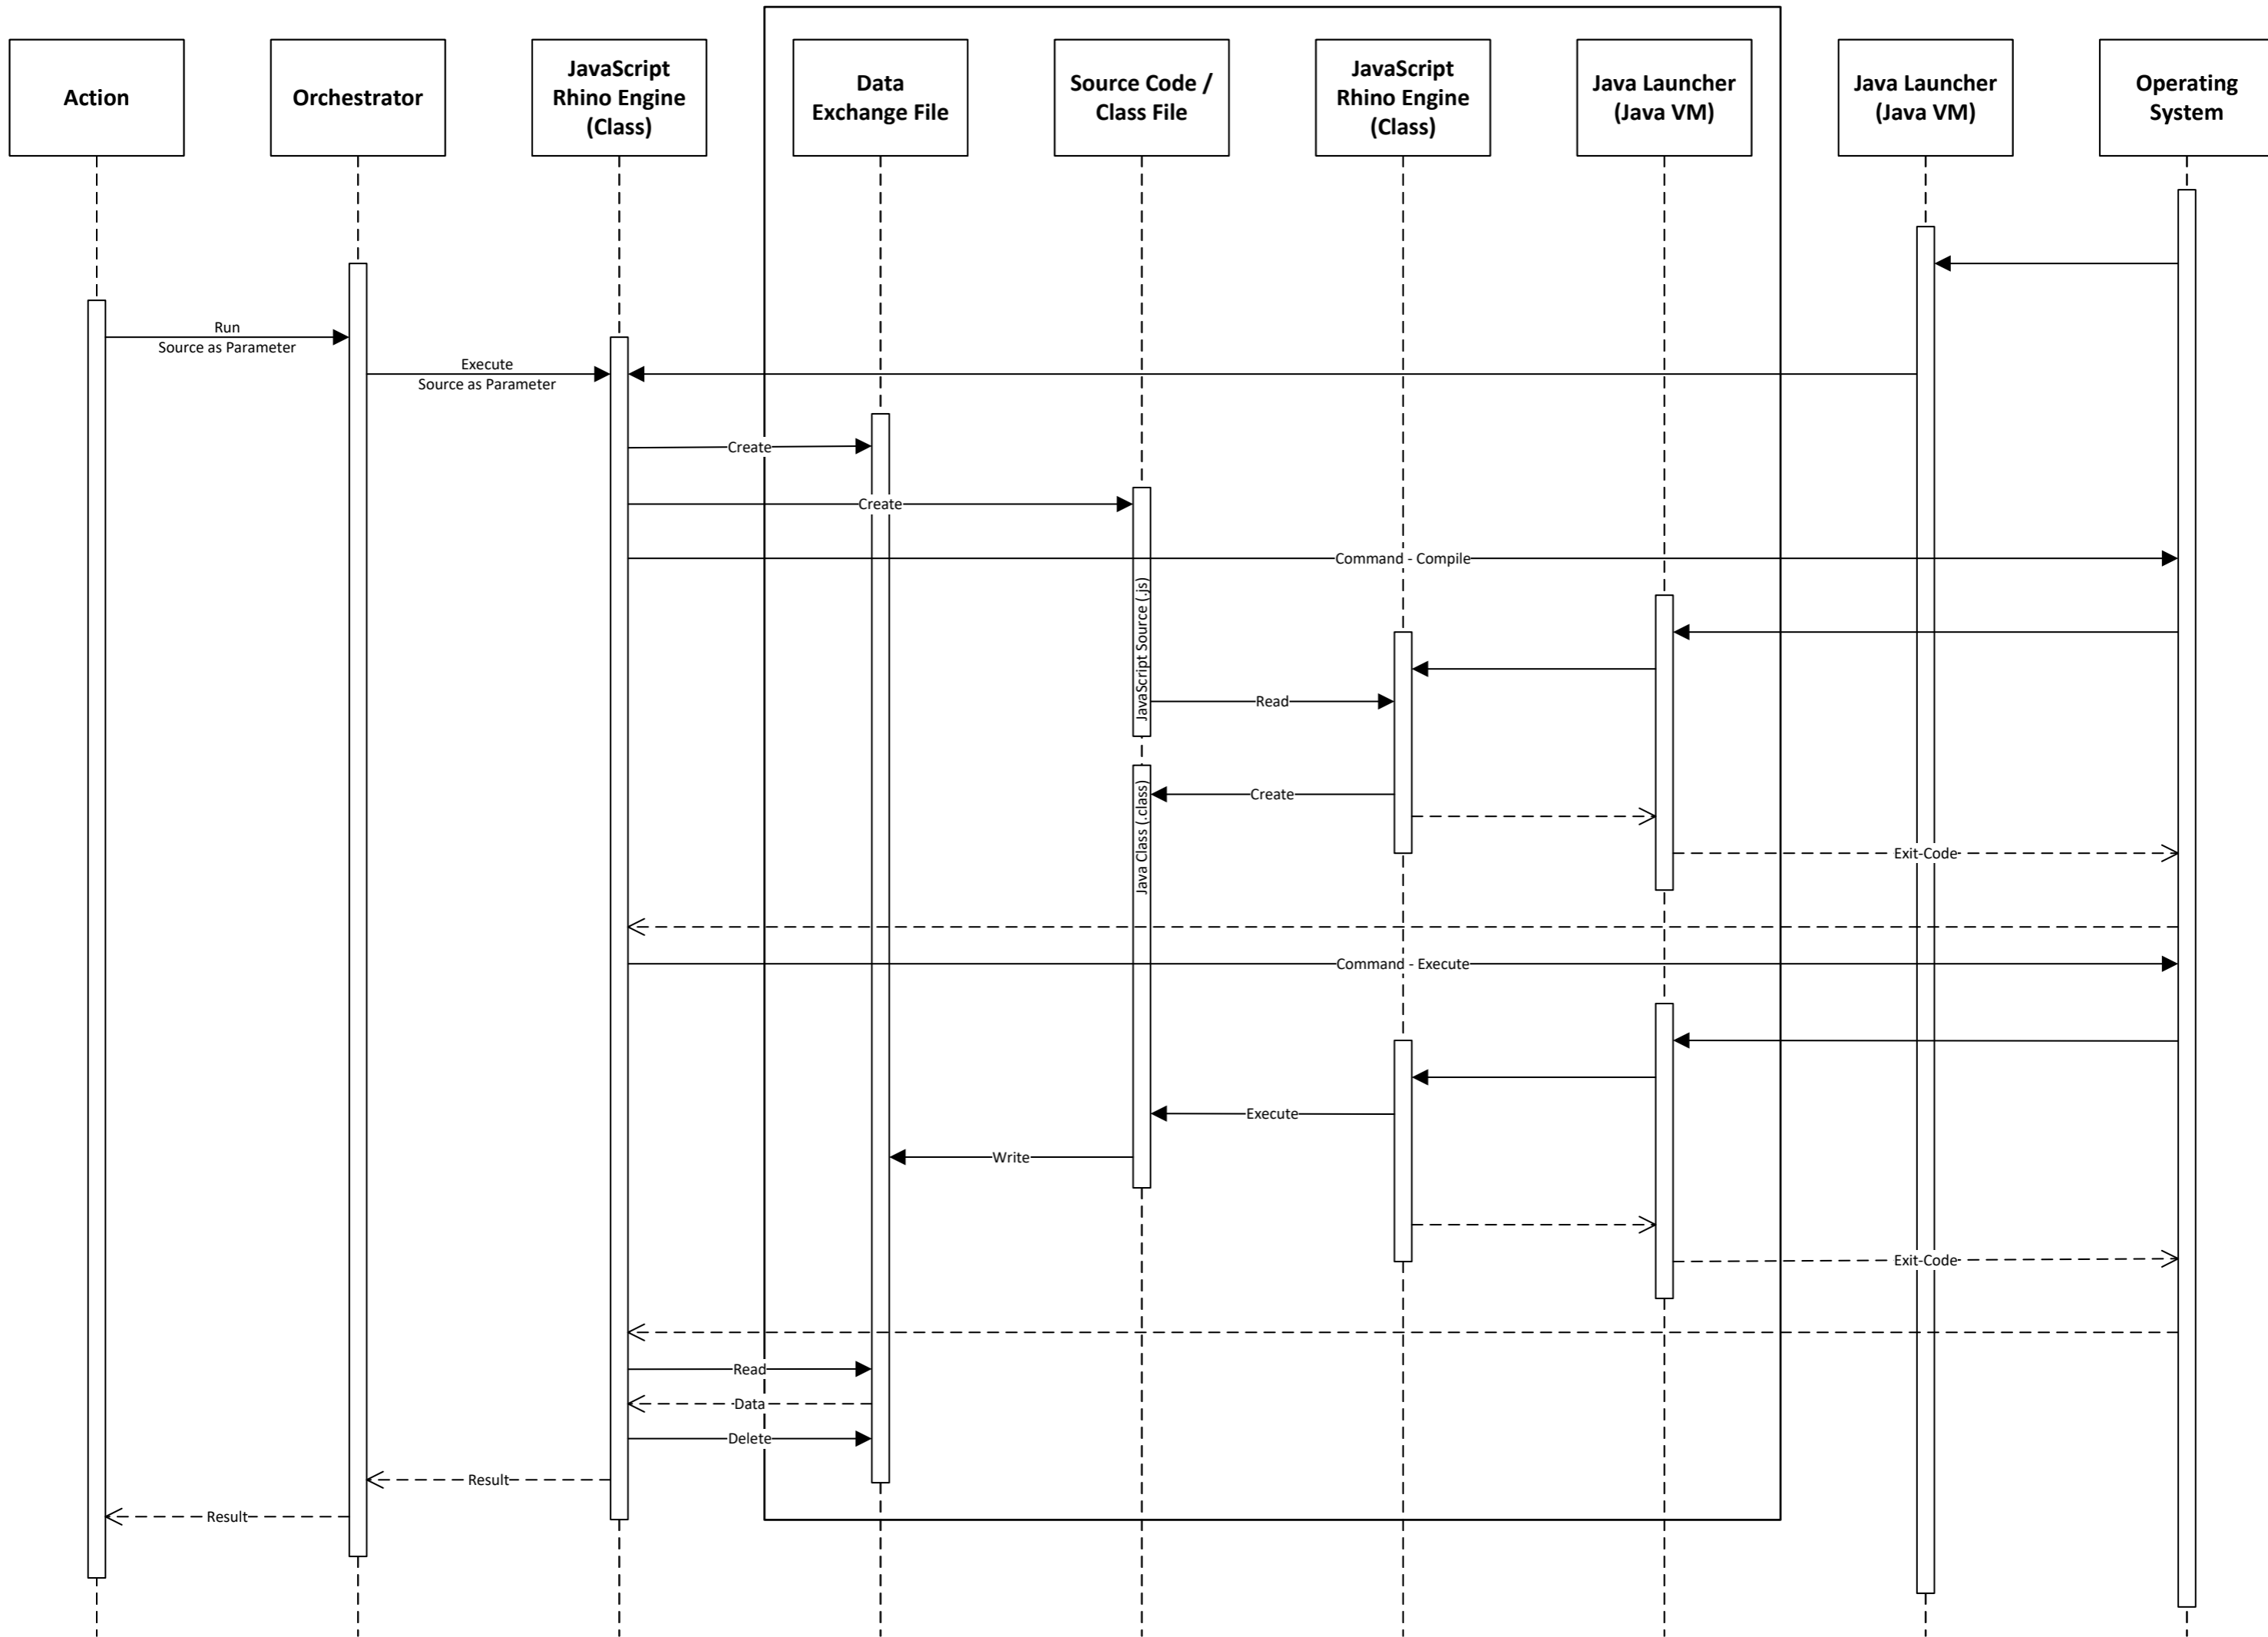 Action
Orchestrator
JavaScript
Rhino Engine
(Class)
Data
Exchange File
Source Code /
Class File
JavaScript
Rhino Engine
(Class)
Java Launcher
(Java VM)
Java Launcher
(Java VM)
Operating
System
Run
Source as Parameter
Execute
Source as Parameter
Create
Create
Command - Compile
JavaScript Source (.js)
Read
Create
Java Class (.class)
Exit-Code
Command - Execute
Execute
Write
Exit-Code
Read
Data
Delete
Result
Result